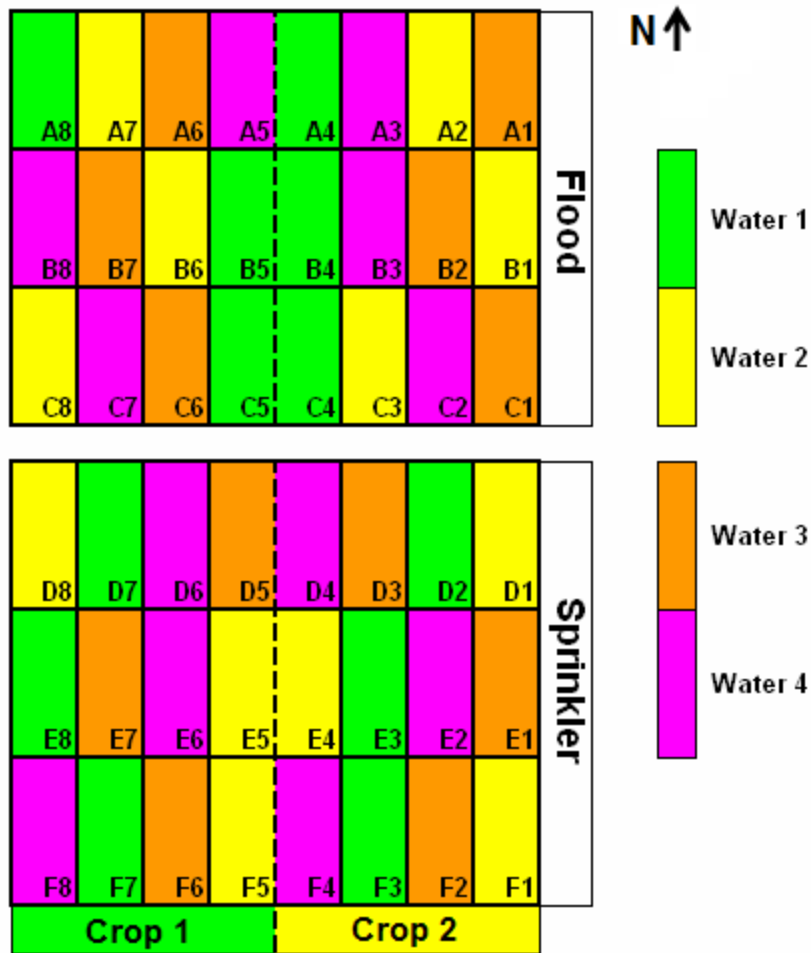 N
A8 A7 A6 A5 A4 A3 A2 A1
B8 B7 B6 B5 B4 B3 B2 B1
C8 C7 C6 C5 C4 C3 C2 C1
Flood
D8 D7 D6 D5 D4 D3 D2 D1
E8 E7 E6 E5 E4 E3 E2 E1
F8 F7 F6 F5 F4 F3 F2 F1
Sprinkler
Crop 1 Crop 2
Water 1
Water 2
Water 3
Water 4